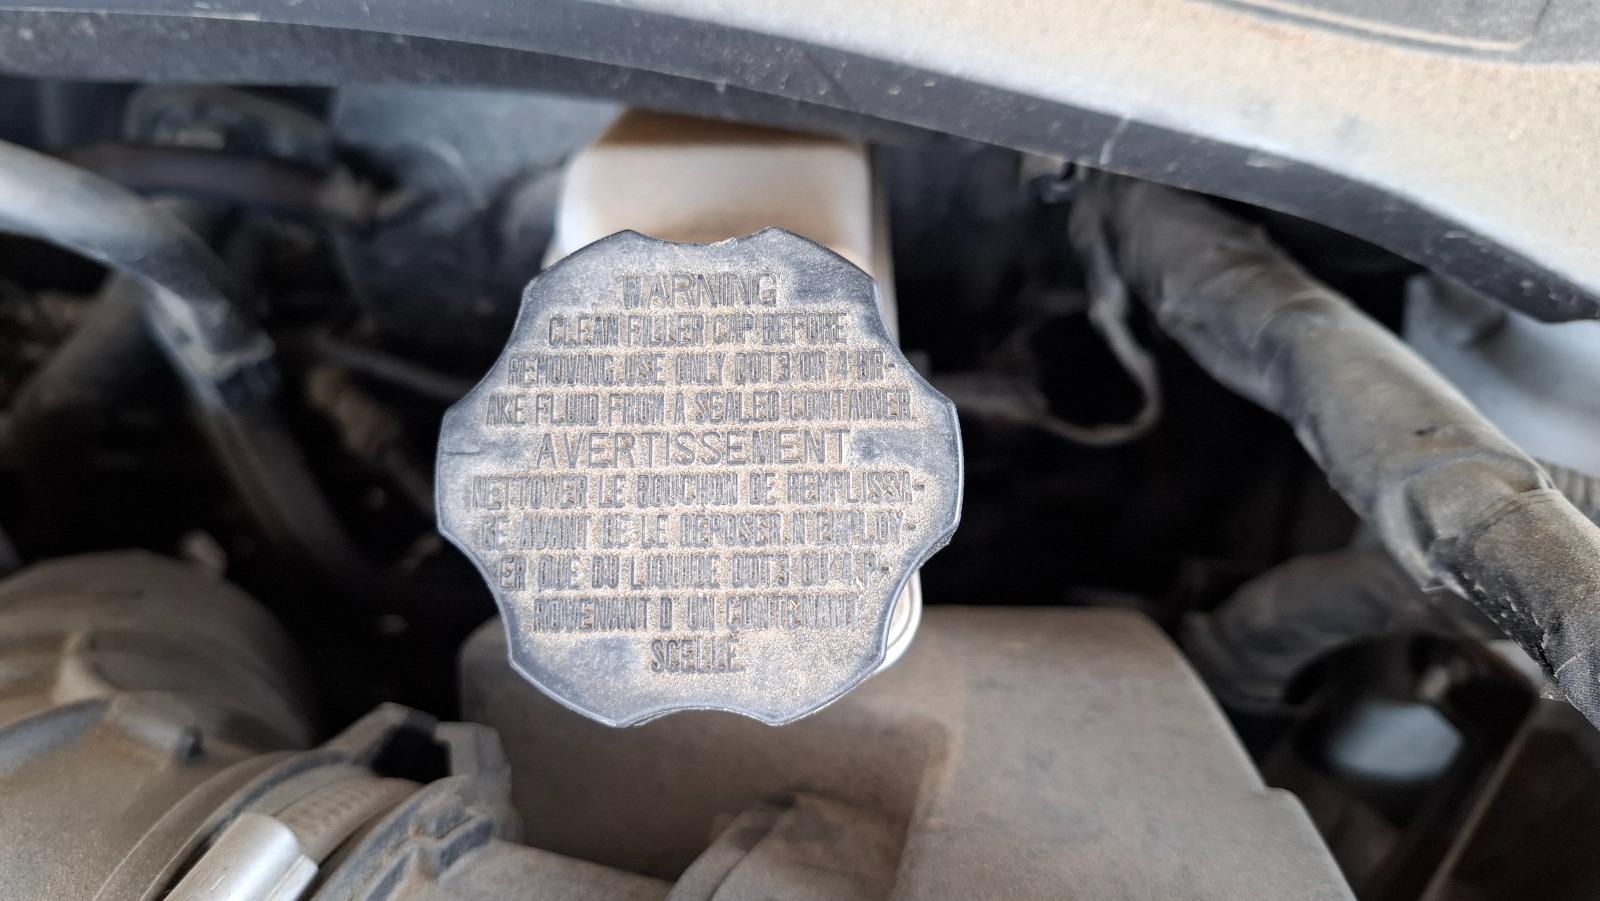 WARNING
CLEAN FILLER CAP BEFORE
REMOVING.USE ONLY DOT3 OR 4 BR-
AKE FLUID FROM A SEALED CONTAINER
AVERTISSEMENT
NETTOYER LE BOUCHON DE REMPLISSA-
GE AVANT DE LE DEPOSER.N'EMPLOY-
ER QUE DU LIQUIDE DOT3 OU 4 P-
ROVENANT D'UN CONTENANT
SCELLÉ.